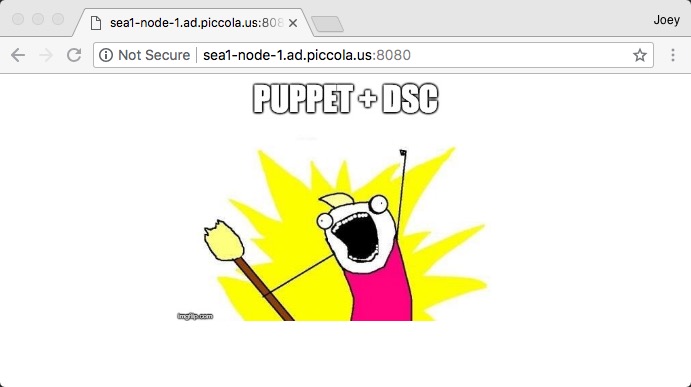 sea1-node-1.ad.piccola.us:808
Joey
Not Secure
sea1-node-1.ad.piccola.us:8080
PUPPET + DSC
imgflip.com